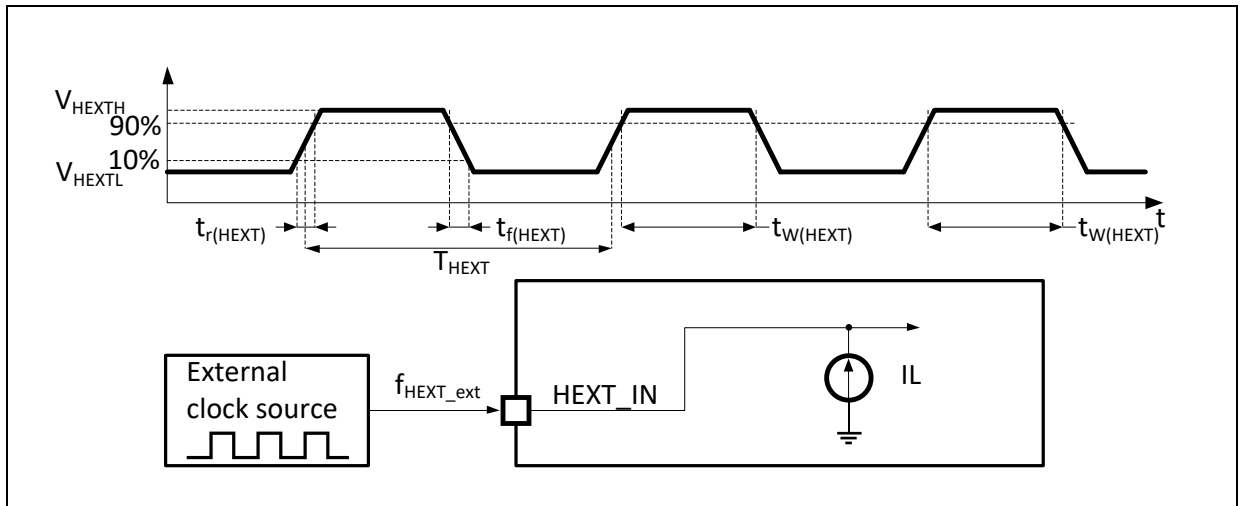 V_HEXTH
90%
10%
V_HEXTL
t
t_r(HEXT)
t_f(HEXT)
t_W(HEXT)
t_W(HEXT)
T_HEXT
External
clock source
f_HEXT_ext
HEXT_IN
IL